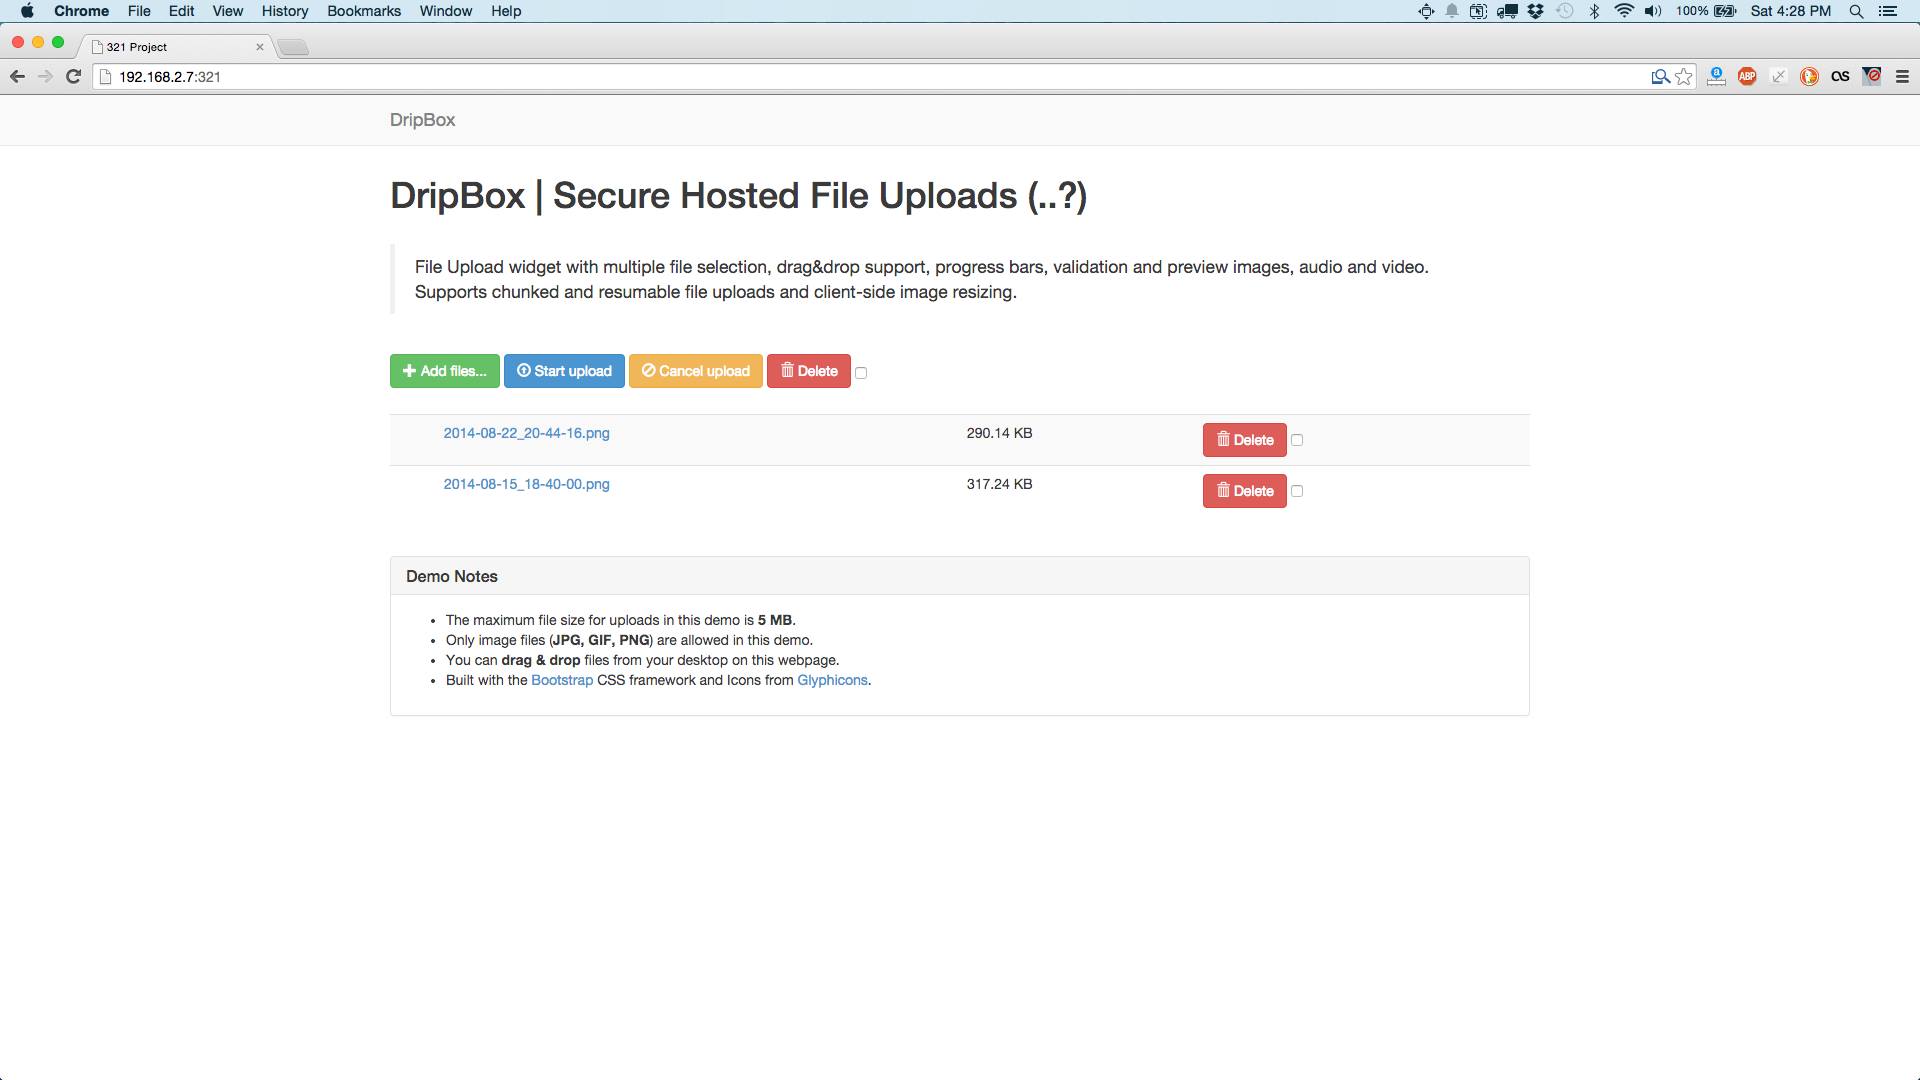 Chrome File Edit View History Bookmarks Window Help 100% Sat 4:28 PM
321 Project
192.168.2.7:321
a
ABP
DripBox
DripBox | Secure Hosted File Uploads (..?)
File Upload widget with multiple file selection, drag&drop support, progress bars, validation and preview images, audio and video.
Supports chunked and resumable file uploads and client-side image resizing.
Add files... Start upload Cancel upload Delete
2014-08-22_20-44-16.png 290.14 KB Delete
2014-08-15_18-40-00.png 317.24 KB Delete
Demo Notes
• The maximum file size for uploads in this demo is 5 MB.
• Only image files (JPG, GIF, PNG) are allowed in this demo.
• You can drag & drop files from your desktop on this webpage.
• Built with the Bootstrap CSS framework and Icons from Glyphicons.